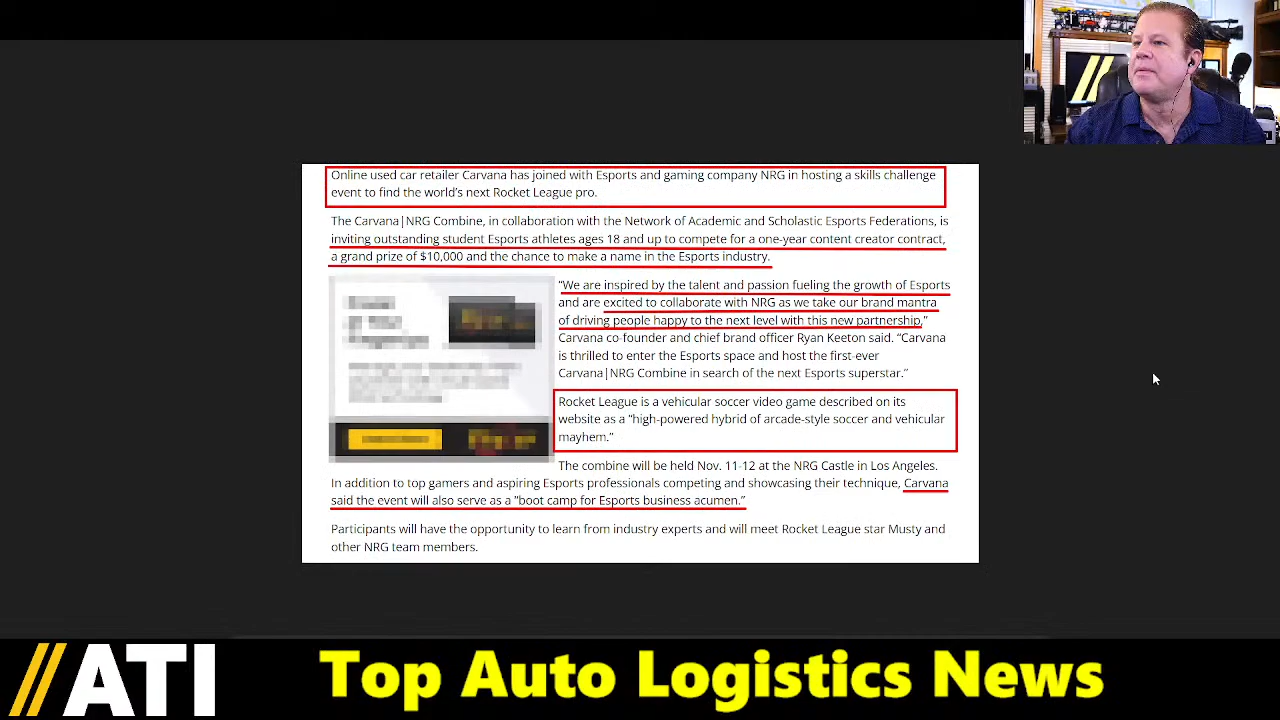 Online used car retailer Carvana has joined with Esports and gaming company NRG in hosting a skills challenge
event to find the world’s next Rocket League pro.
The Carvana|NRG Combine, in collaboration with the Network of Academic and Scholastic Esports Federations, is
inviting outstanding student Esports athletes ages 18 and up to compete for a one-year content creator contract,
a grand prize of $10,000 and the chance to make a name in the Esports industry.
“We are inspired by the talent and passion fueling the growth of Esports
and are excited to collaborate with NRG as we take our brand mantra
of driving people happy to the next level with this new partnership,”
Carvana co-founder and chief brand officer Ryan Keeton said. “Carvana
is thrilled to enter the Esports space and host the first-ever
Carvana|NRG Combine in search of the next Esports superstar.”
Rocket League is a vehicular soccer video game described on its
website as a “high-powered hybrid of arcade-style soccer and vehicular
mayhem.”
The combine will be held Nov. 11-12 at the NRG Castle in Los Angeles.
In addition to top gamers and aspiring Esports professionals competing and showcasing their technique, Carvana
said the event will also serve as a “boot camp for Esports business acumen.”
Participants will have the opportunity to learn from industry experts and will meet Rocket League star Musty and
other NRG team members.
//ATI
Top Auto Logistics News